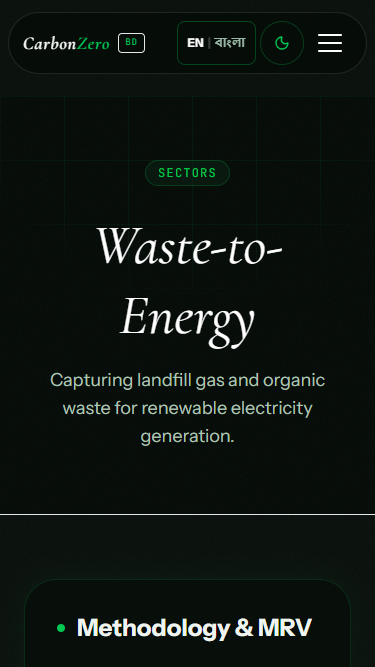 CarbonZero BD EN | বাংলা
SECTORS
Waste-to-
Energy
Capturing landfill gas and organic
waste for renewable electricity
generation.
Methodology & MRV